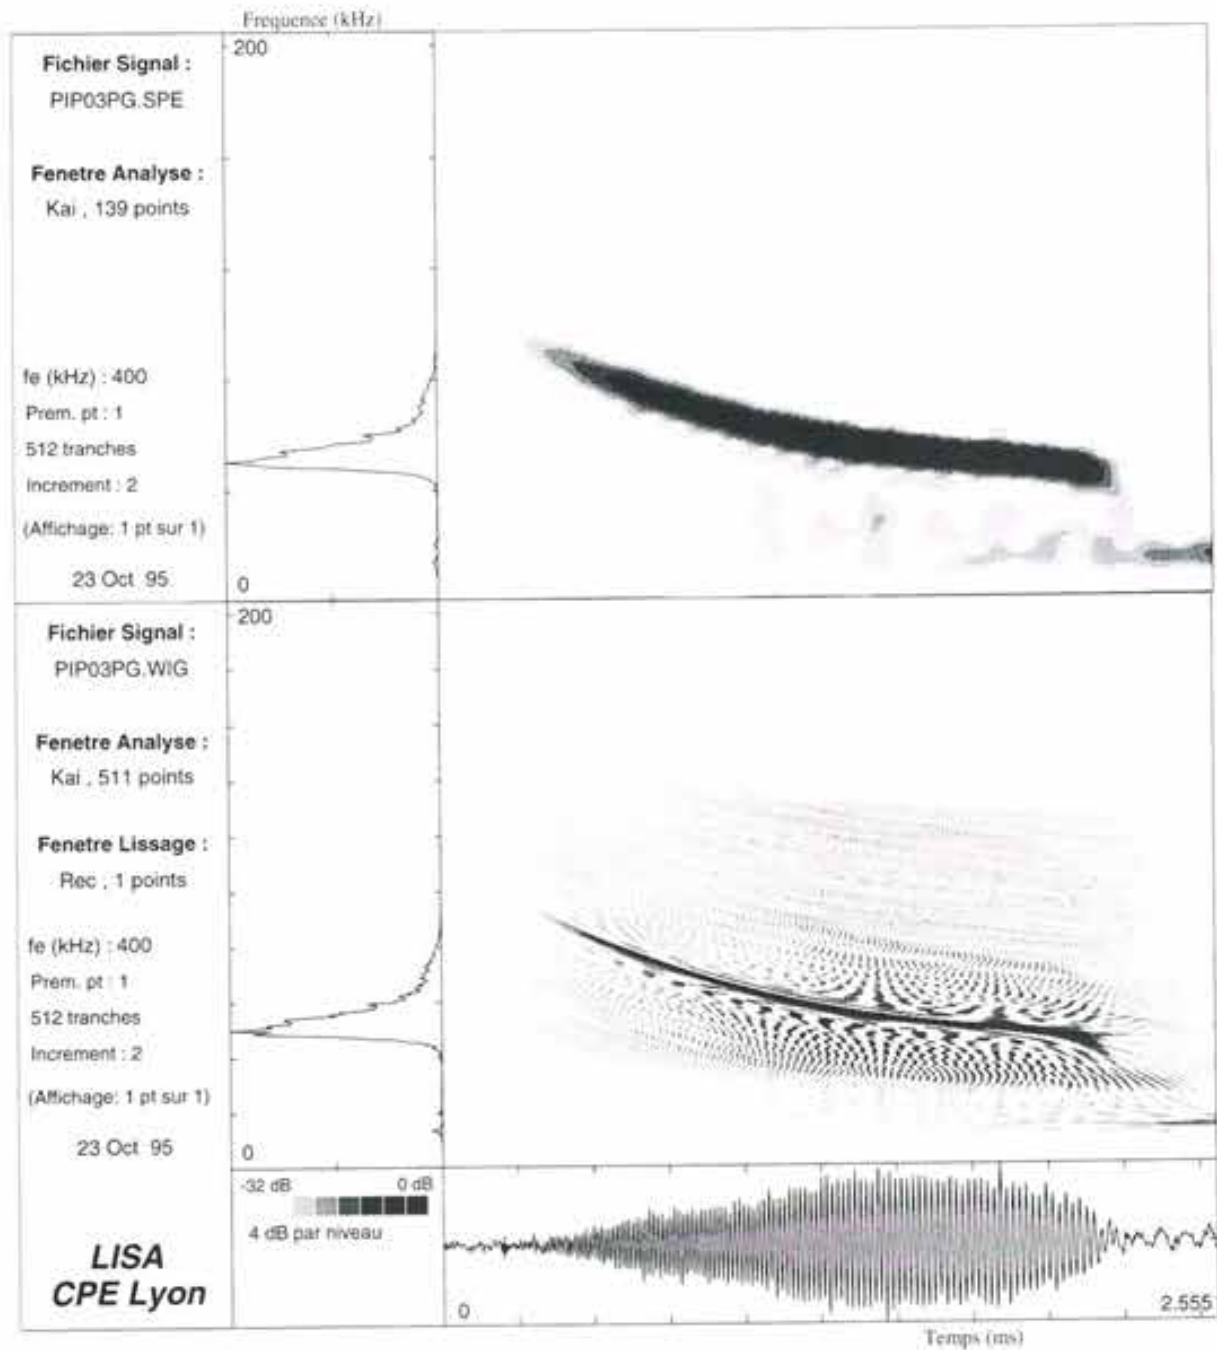 Frequence (kHz)
200
Fichier Signal :
PIP03PG.SPE
Fenetre Analyse :
Kai , 139 points
fe (kHz) : 400
Prem. pt : 1
512 tranches
Increment : 2
(Affichage: 1 pt sur 1)
23 Oct 95
0
200
Fichier Signal :
PIP03PG.WIG
Fenetre Analyse :
Kai , 511 points
Fenetre Lissage :
Rec , 1 points
fe (kHz) : 400
Prem. pt : 1
512 tranches
Increment : 2
(Affichage: 1 pt sur 1)
23 Oct 95
0
-32 dB 0 dB
4 dB par niveau
LISA
CPE Lyon
0
2.555
Temps (ms)